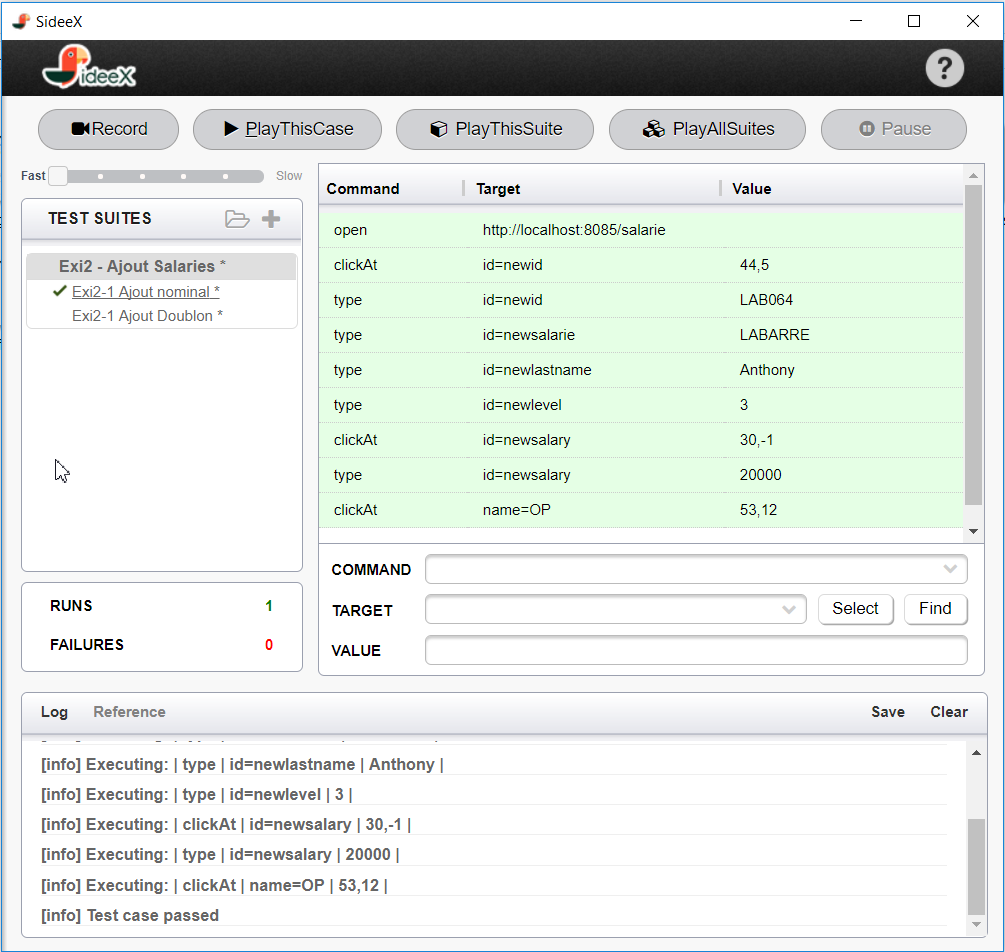 SideeX
ideeX
?
Record PlayThisCase PlayThisSuite PlayAllSuites Pause
Fast Slow
TEST SUITES
Exi2 - Ajout Salaries *
Exi2-1 Ajout nominal *
Exi2-1 Ajout Doublon *
RUNS 1
FAILURES 0
Command Target Value
open http://localhost:8085/salarie
clickAt id=newid 44,5
type id=newid LAB064
type id=newsalarie LABARRE
type id=newlastname Anthony
type id=newlevel 3
clickAt id=newsalary 30,-1
type id=newsalary 20000
clickAt name=OP 53,12
COMMAND
TARGET Select Find
VALUE
Log Reference Save Clear
[info] Executing: | type | id=newlastname | Anthony |
[info] Executing: | type | id=newlevel | 3 |
[info] Executing: | clickAt | id=newsalary | 30,-1 |
[info] Executing: | type | id=newsalary | 20000 |
[info] Executing: | clickAt | name=OP | 53,12 |
[info] Test case passed